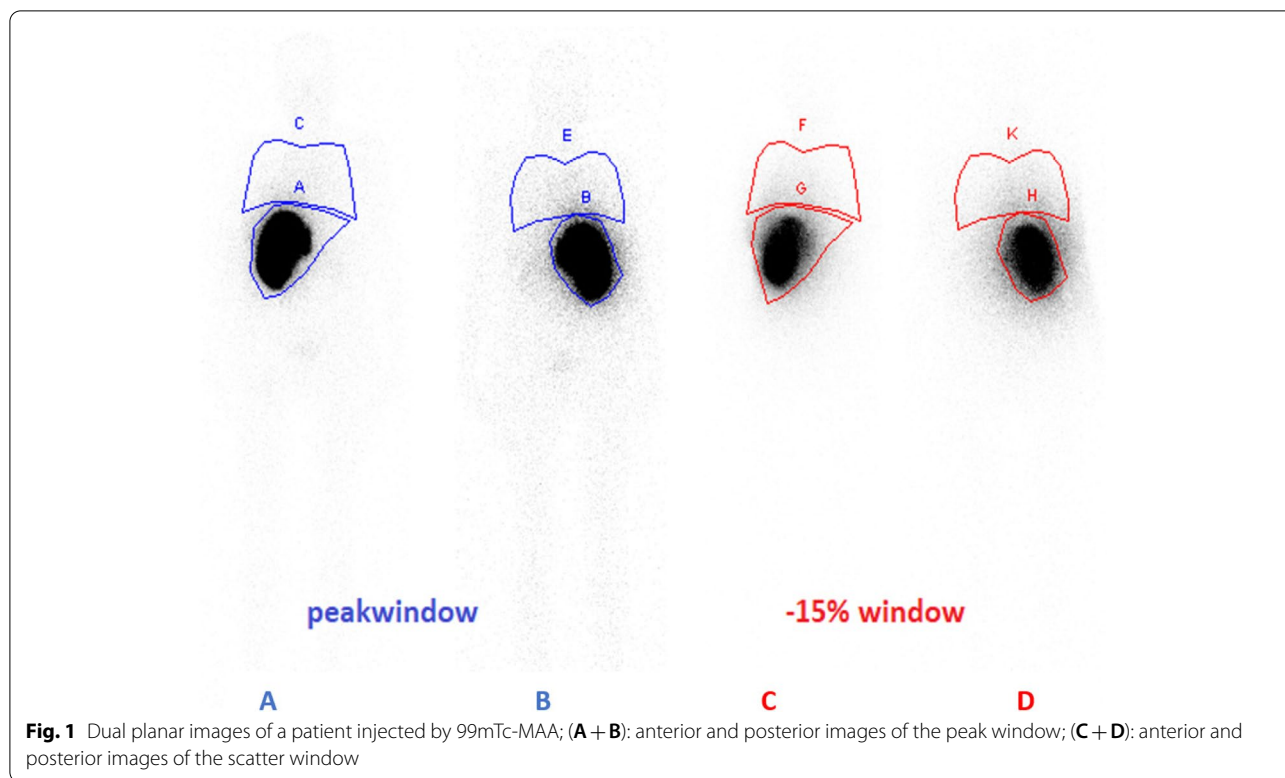 C
E
F
K
A
B
G
H
peakwindow
-15% window
A
B
C
D
Fig. 1 Dual planar images of a patient injected by 99mTc-MAA; (A + B): anterior and posterior images of the peak window; (C + D): anterior and
posterior images of the scatter window